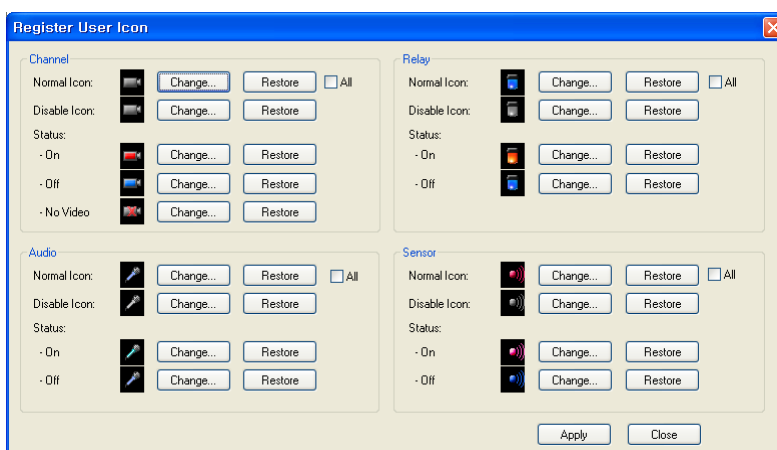 Register User Icon
Channel
Normal Icon: Change... Restore All
Disable Icon: Change... Restore
Status:
- On Change... Restore
- Off Change... Restore
- No Video Change... Restore
Relay
Normal Icon: Change... Restore All
Disable Icon: Change... Restore
Status:
- On Change... Restore
- Off Change... Restore
Audio
Normal Icon: Change... Restore All
Disable Icon: Change... Restore
Status:
- On Change... Restore
- Off Change... Restore
Sensor
Normal Icon: Change... Restore All
Disable Icon: Change... Restore
Status:
- On Change... Restore
- Off Change... Restore
Apply Close